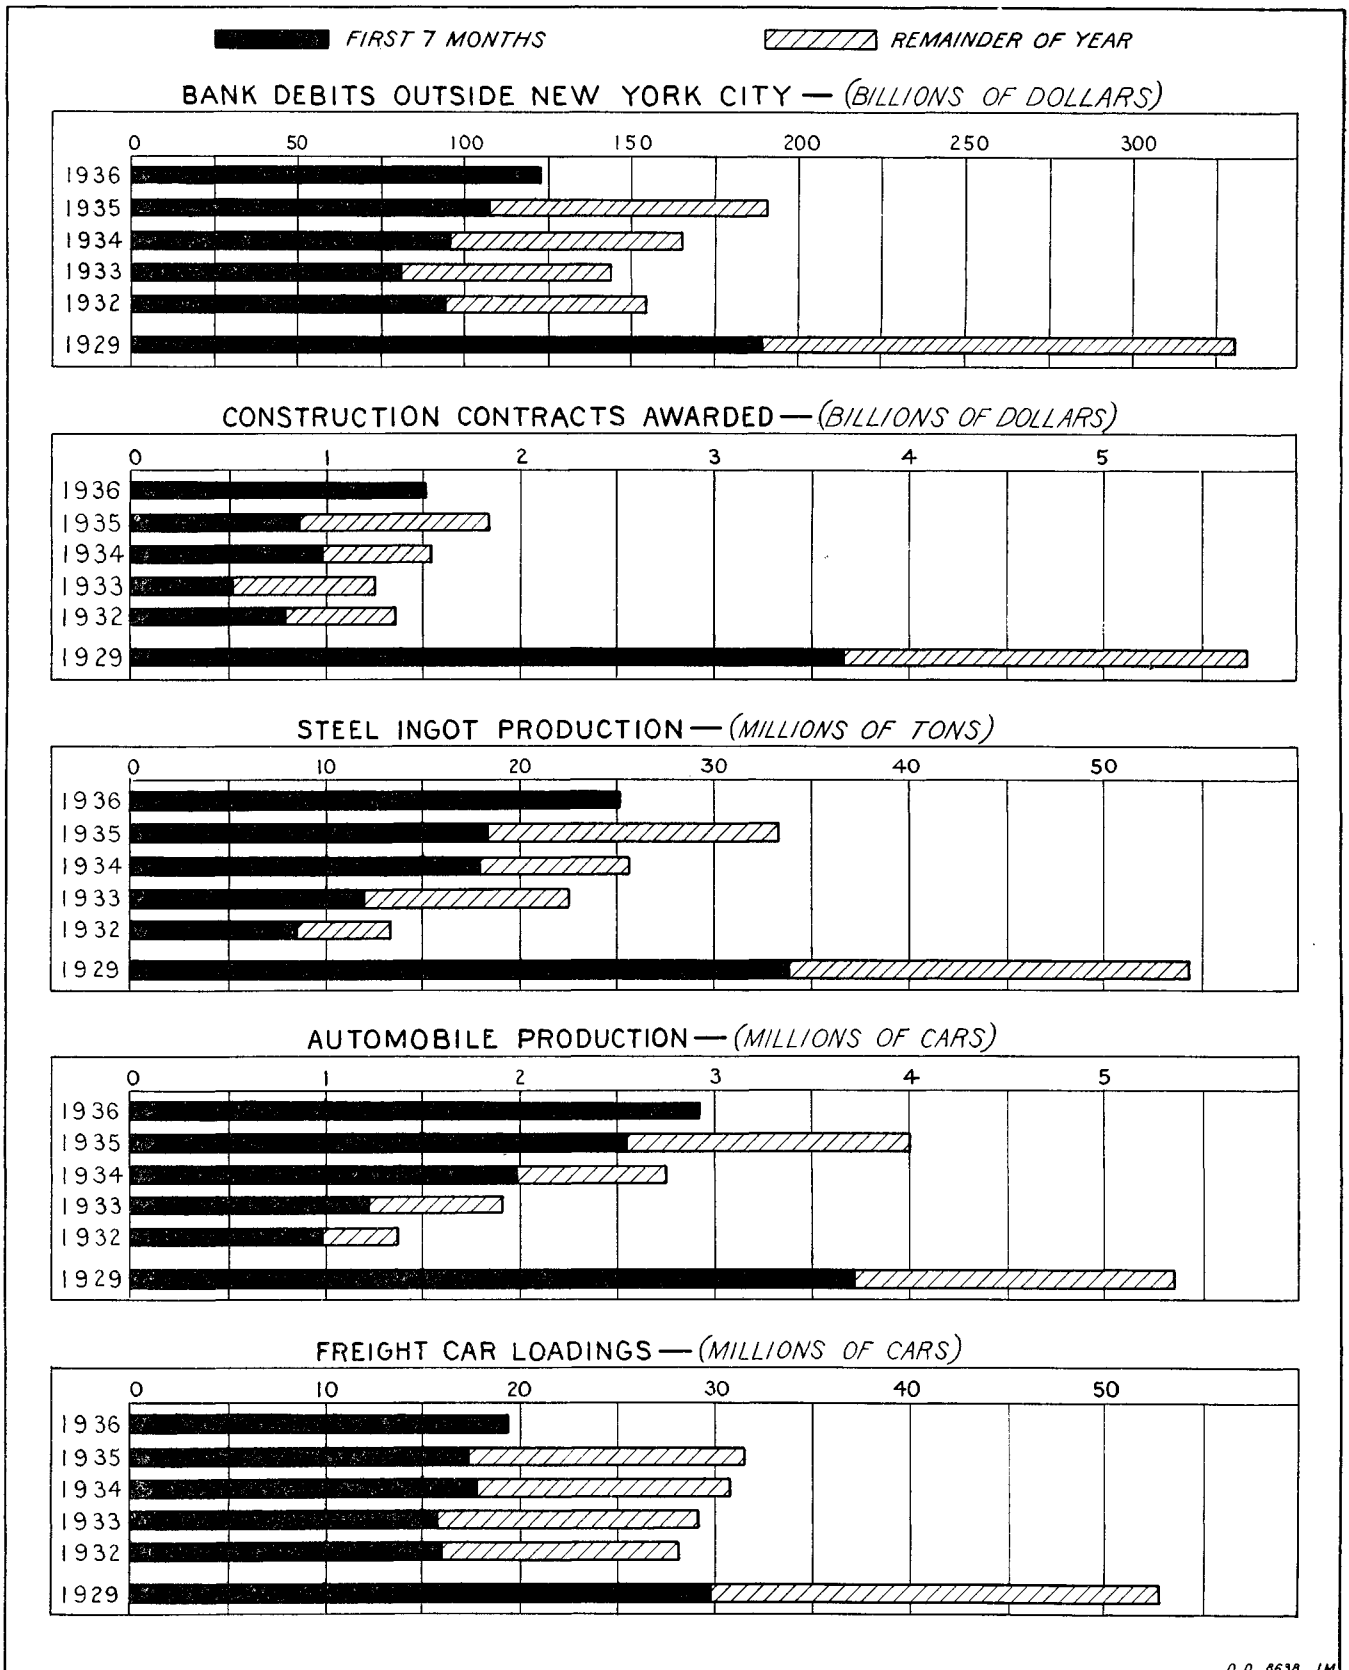 FIRST 7 MONTHS REMAINDER OF YEAR
BANK DEBITS OUTSIDE NEW YORK CITY — (BILLIONS OF DOLLARS)
0 50 100 150 200 250 300
1936
1935
1934
1933
1932
1929
CONSTRUCTION CONTRACTS AWARDED — (BILLIONS OF DOLLARS)
0 1 2 3 4 5
1936
1935
1934
1933
1932
1929
STEEL INGOT PRODUCTION — (MILLIONS OF TONS)
0 10 20 30 40 50
1936
1935
1934
1933
1932
1929
AUTOMOBILE PRODUCTION — (MILLIONS OF CARS)
0 1 2 3 4 5
1936
1935
1934
1933
1932
1929
FREIGHT CAR LOADINGS — (MILLIONS OF CARS)
0 10 20 30 40 50
1936
1935
1934
1933
1932
1929